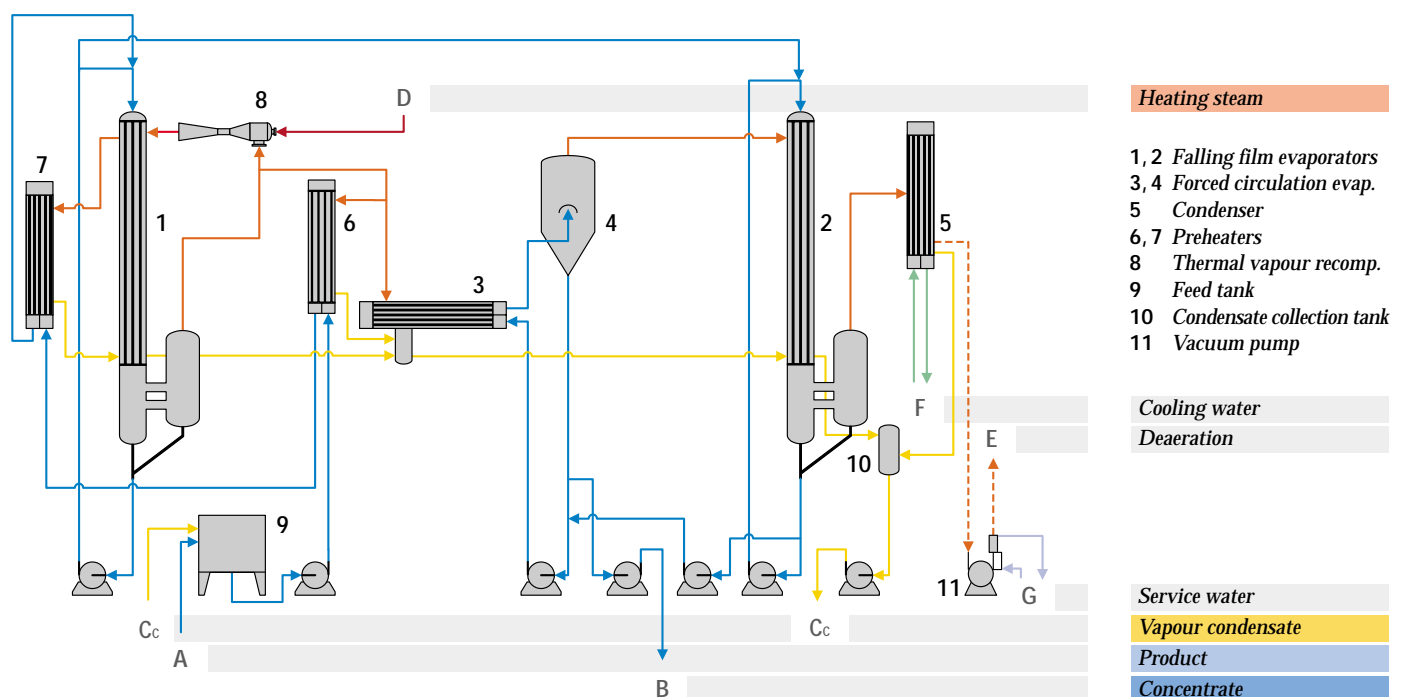 D
Heating steam
8
7
1
6
3
4
2
5
1, 2 Falling film evaporators
3, 4 Forced circulation evap.
5 Condenser
6, 7 Preheaters
8 Thermal vapour recomp.
9 Feed tank
10 Condensate collection tank
11 Vacuum pump
F
Cooling water
E
Deaeration
10
9
11
G
Service water
Cc
Cc
Vapour condensate
A
Product
B
Concentrate